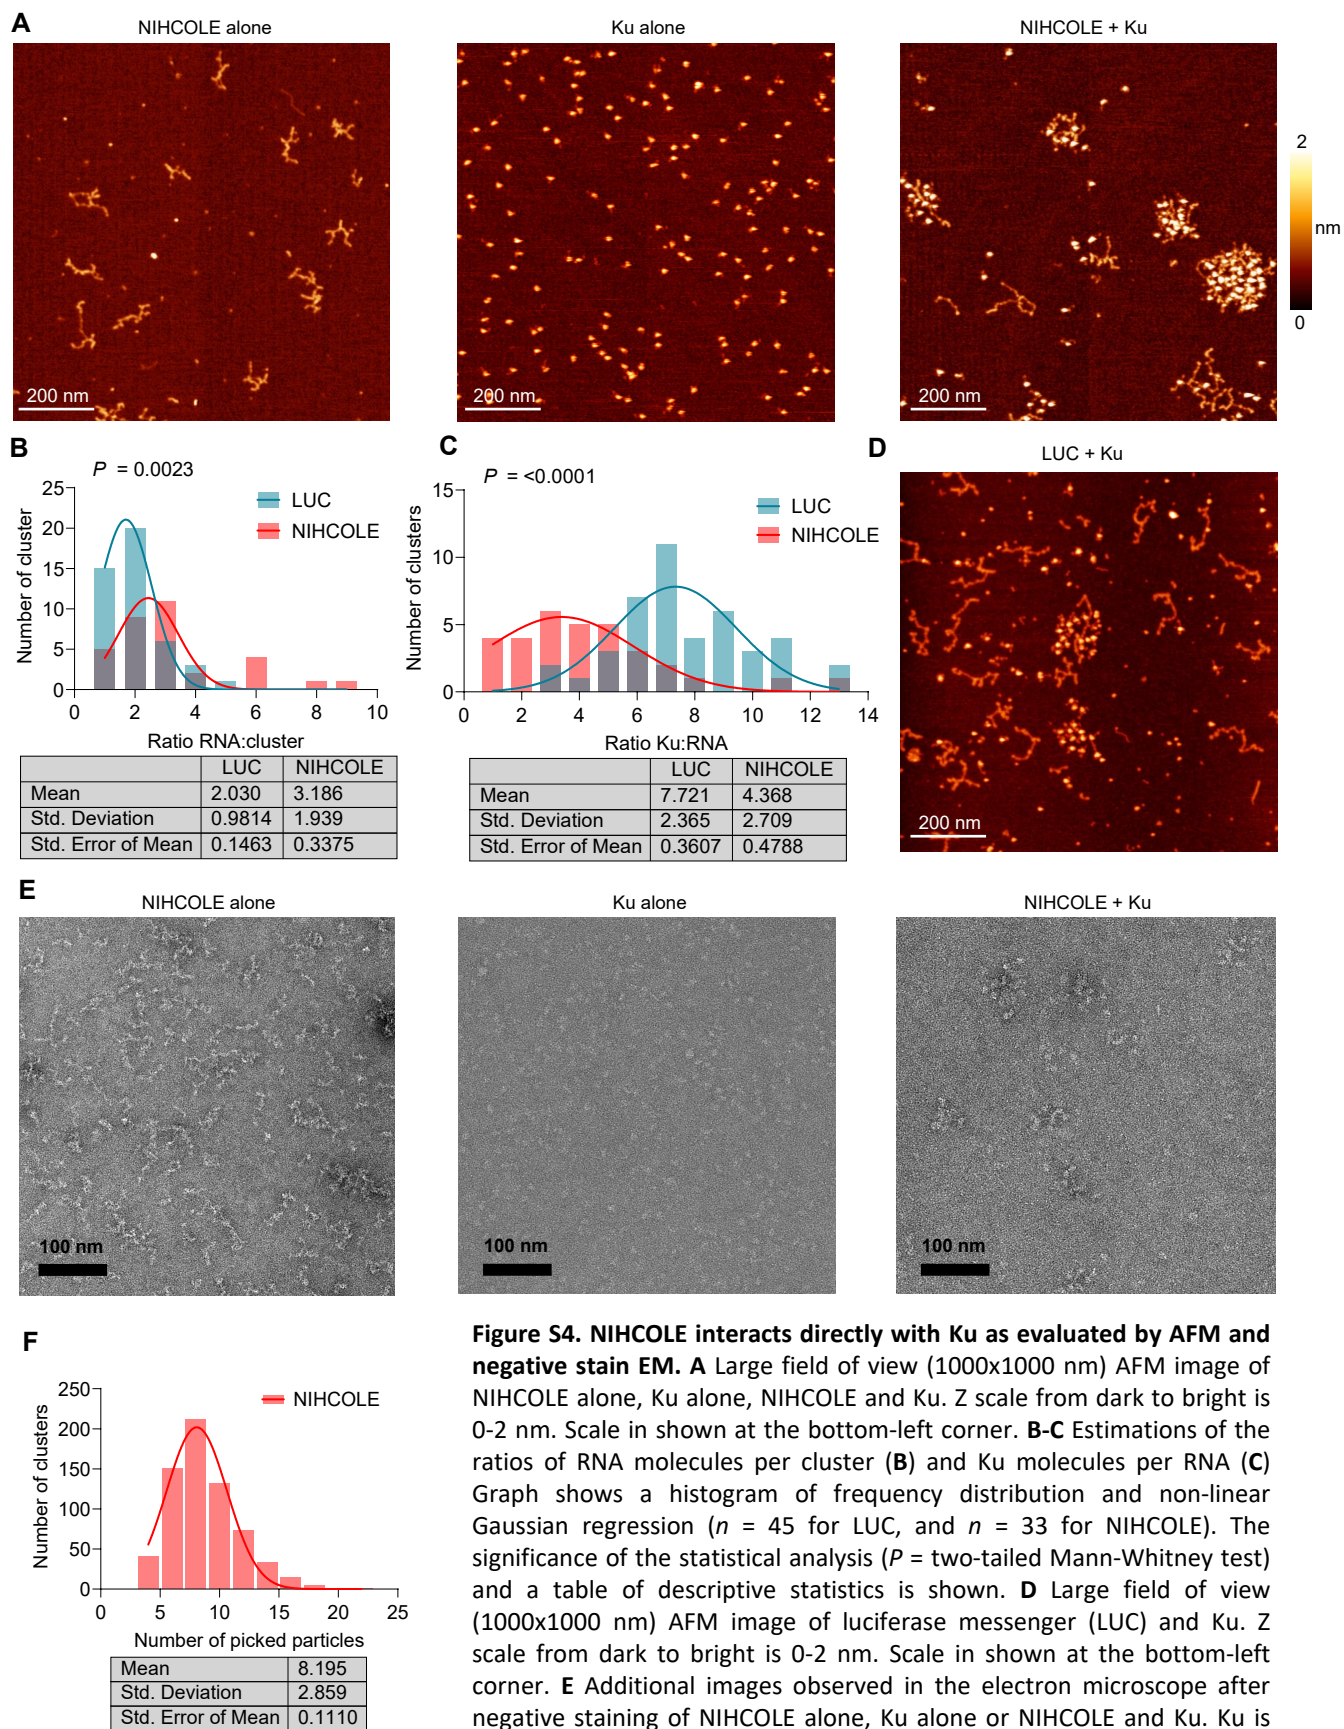 A
NIHCOLE alone
Ku alone
NIHCOLE + Ku
200 nm
200 nm
200 nm
2
nm
0
B
P = 0.0023
LUC
NIHCOLE
Number of cluster
25
20
15
10
5
0
0 2 4 6 8 10
Ratio RNA:cluster
LUC NIHCOLE
Mean 2.030 3.186
Std. Deviation 0.9814 1.939
Std. Error of Mean 0.1463 0.3375
C
P = <0.0001
LUC
NIHCOLE
Number of clusters
15
10
5
0
0 2 4 6 8 10 12 14
Ratio Ku:RNA
LUC NIHCOLE
Mean 7.721 4.368
Std. Deviation 2.365 2.709
Std. Error of Mean 0.3607 0.4788
D
LUC + Ku
200 nm
E
NIHCOLE alone
Ku alone
NIHCOLE + Ku
100 nm
100 nm
100 nm
F
NIHCOLE
Number of clusters
250
200
150
100
50
0
0 5 10 15 20 25
Number of picked particles
Mean 8.195
Std. Deviation 2.859
Std. Error of Mean 0.1110
Figure S4. NIHCOLE interacts directly with Ku as evaluated by AFM and
negative stain EM. A Large field of view (1000x1000 nm) AFM image of
NIHCOLE alone, Ku alone, NIHCOLE and Ku. Z scale from dark to bright is
0-2 nm. Scale in shown at the bottom-left corner. B-C Estimations of the
ratios of RNA molecules per cluster (B) and Ku molecules per RNA (C)
Graph shows a histogram of frequency distribution and non-linear
Gaussian regression (n = 45 for LUC, and n = 33 for NIHCOLE). The
significance of the statistical analysis (P = two-tailed Mann-Whitney test)
and a table of descriptive statistics is shown. D Large field of view
(1000x1000 nm) AFM image of luciferase messenger (LUC) and Ku. Z
scale from dark to bright is 0-2 nm. Scale in shown at the bottom-left
corner. E Additional images observed in the electron microscope after
negative staining of NIHCOLE alone, Ku alone or NIHCOLE and Ku. Ku is